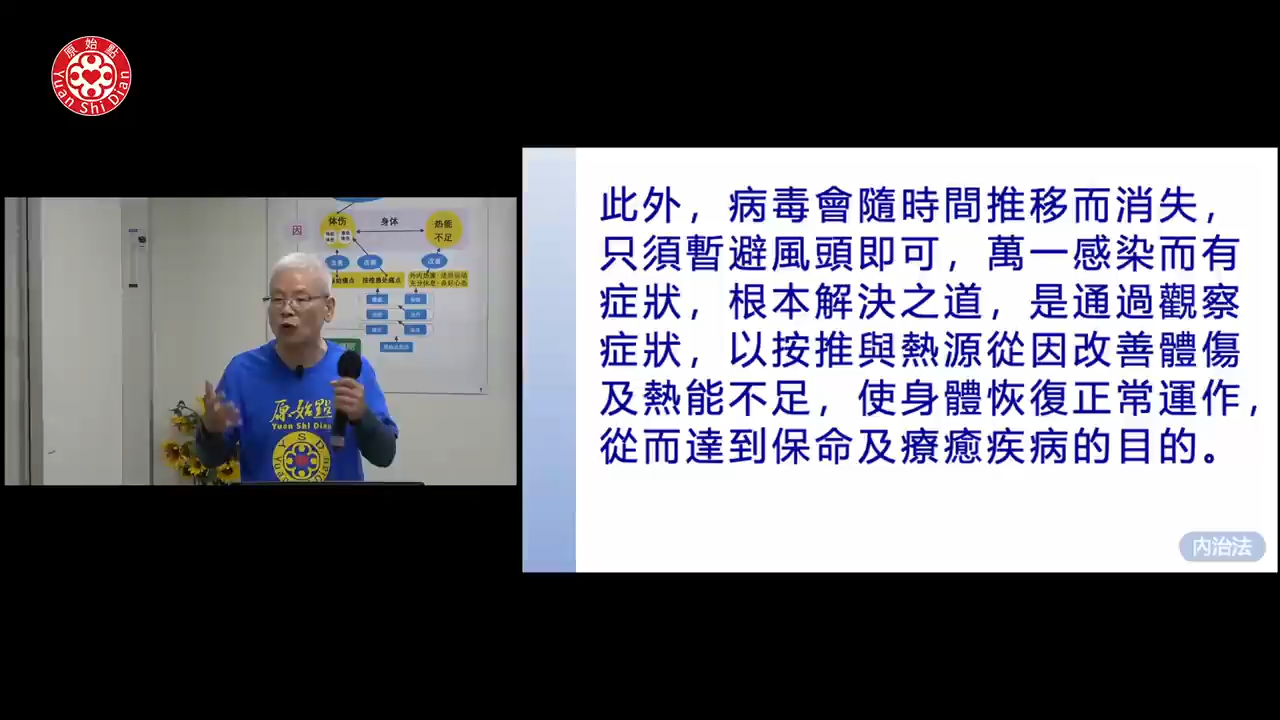 原始點
Yuan Shi Dian
体伤
身体
热能
不足
因
改善
改善
改善
原始點
Yuan Shi Dian
此外，病毒會隨時間推移而消失，
只須暫避風頭即可，萬一感染而有
症狀，根本解決之道，是通過觀察
症狀，以按推與熱源從因改善體傷
及熱能不足，使身體恢復正常運作，
從而達到保命及療癒疾病的目的。
內治法